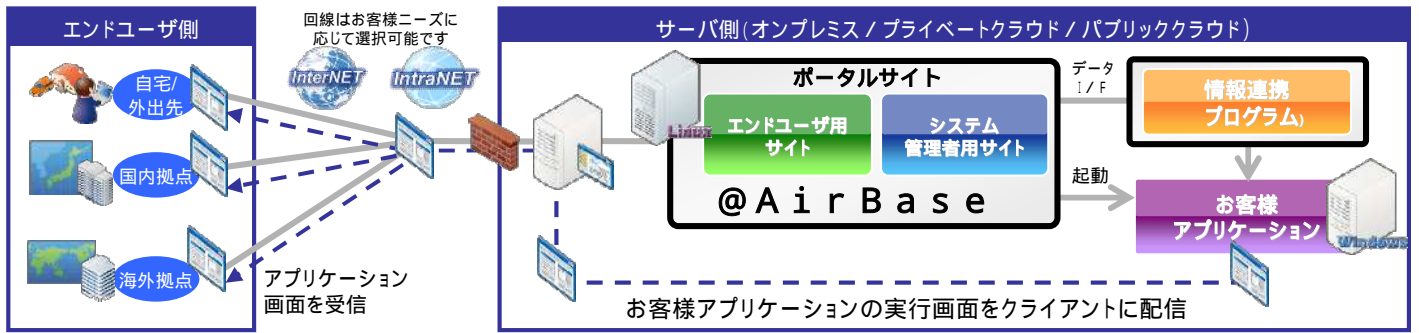 エンドユーザ側
自宅/
外出先
国内拠点
海外拠点
回線はお客様ニーズに
応じて選択可能です
InterNET
IntraNET
アプリケーション
画面を受信
サーバ側(オンプレミス / プライベートクラウド / パブリッククラウド)
Linux
ポータルサイト
エンドユーザ用
サイト
システム
管理者用サイト
@AirBase
データ
I/F
情報連携
プログラム)
起動
お客様
アプリケーション
Windows
お客様アプリケーションの実行画面をクライアントに配信